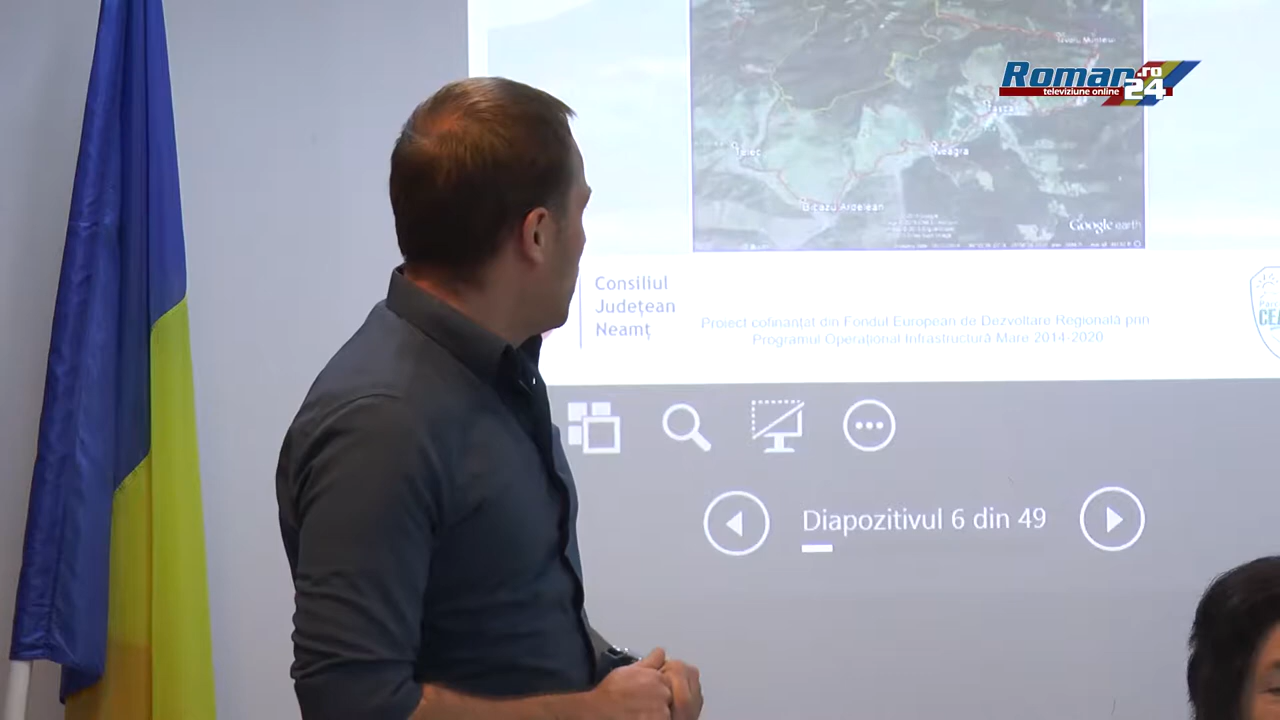 Roman
.ro
24
televiziune online
Neagra
Bicazu Ardelean
Google earth
Consiliul
Județean
Neamț
Proiect cofinanțat din Fondul European de Dezvoltare Regională prin
Programul Operațional Infrastructură Mare 2014-2020
Diapozitivul 6 din 49